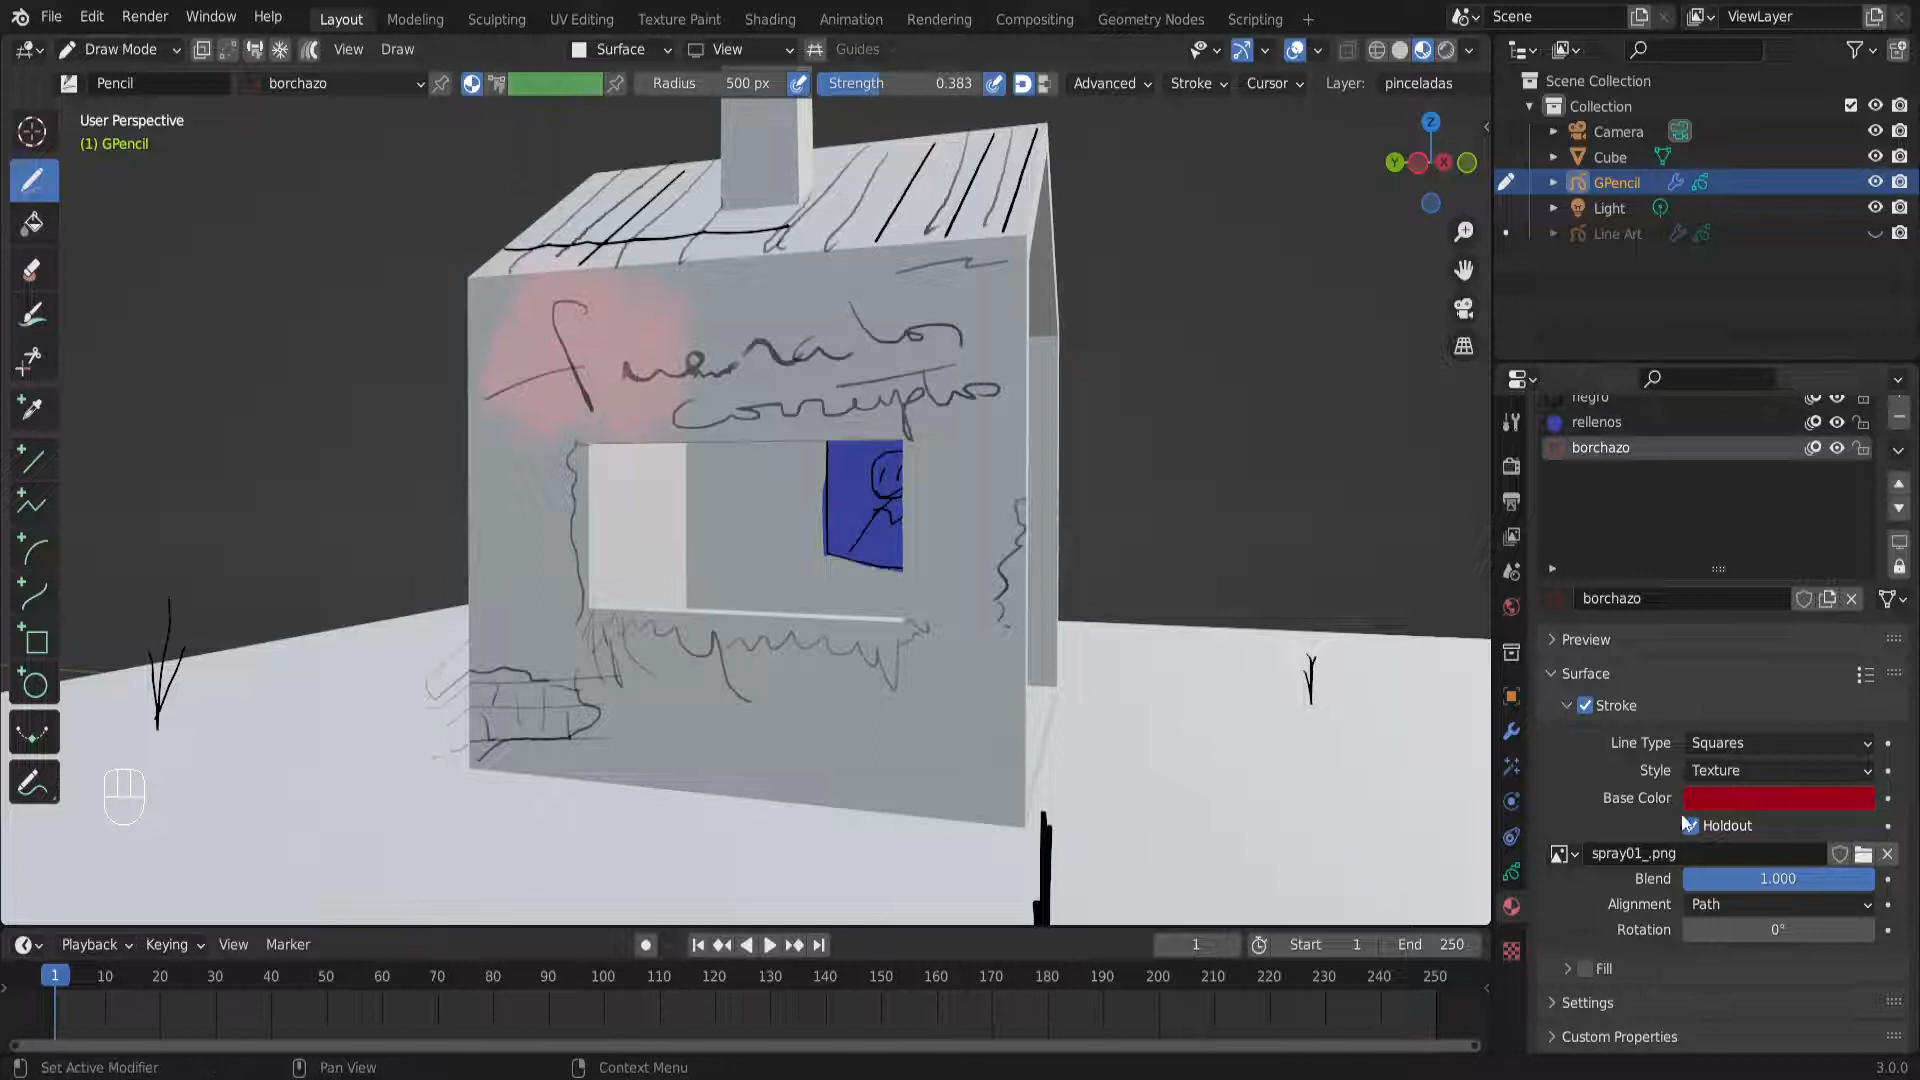 File Edit Render Window Help Layout Modeling Sculpting UV Editing Texture Paint Shading Animation Rendering Compositing Geometry Nodes Scripting + Scene ViewLayer
Draw Mode View Draw Surface View Guides
Pencil borchazo Radius 500 px Strength 0.383 Advanced Stroke Cursor Layer: pinceladas
User Perspective
(1) GPencil
Z
Y X
Scene Collection
Collection
Camera
Cube
GPencil
Light
Line Art
corruptos
negro
rellenos
borchazo
borchazo
Preview
Surface
Stroke
Line Type Squares
Style Texture
Base Color
Holdout
spray01_.png
Blend 1.000
Alignment Path
Rotation 0°
Fill
Settings
Custom Properties
Playback Keying View Marker 1 Start 1 End 250
1 10 20 30 40 50 60 70 80 90 100 110 120 130 140 150 160 170 180 190 200 210 220 230 240 250
Set Active Modifier Pan View Context Menu 3.0.0